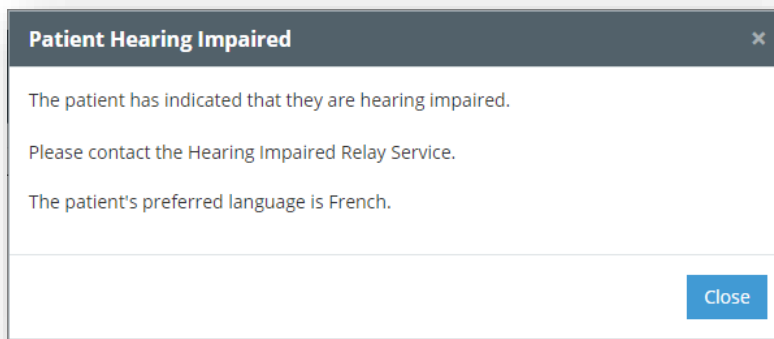 Patient Hearing Impaired ×
The patient has indicated that they are hearing impaired.
Please contact the Hearing Impaired Relay Service.
The patient's preferred language is French.
Close